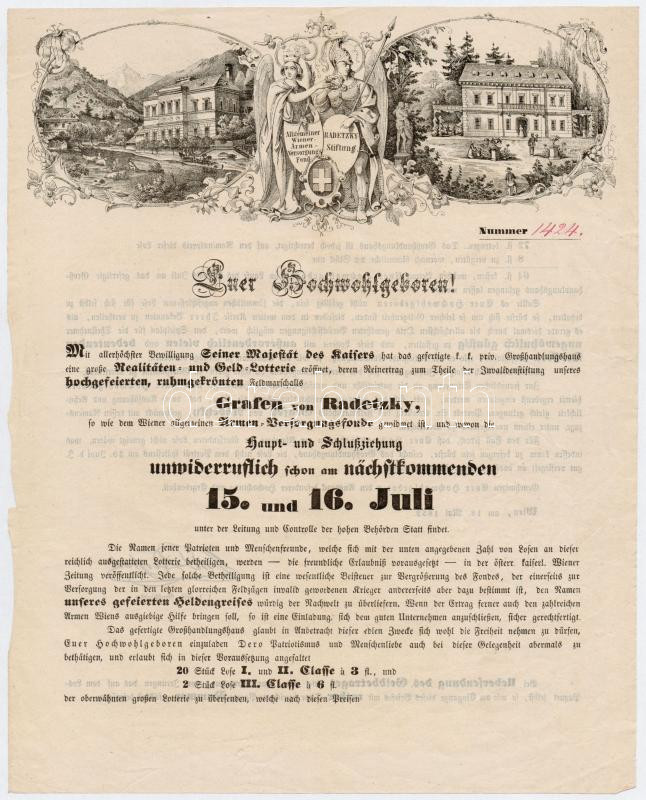 Allgemeiner
Wiener
Armen-
Versorgungs
Fond
RADETZKY
Stiftung
Nummer 1424.
Euer Hochwohlgeboren!
Mit allerhöchster Bewilligung Seiner Majestät des Kaisers hat das gefertigte k. k. priv. Großhandlungshaus
eine große Realitäten- und Geld-Lotterie eröffnet, deren Reinertrag zum Theile der Invalidenstiftung unseres
hochgefeierten, ruhmgekrönten Feldmarschalls
Grafen von Radetzky,
so wie dem Wiener allgemeinen Armen-Versorgungsfonde gewidmet ist, und wovon die
Haupt- und Schlußziehung
unwiderruflich schon am nächstkommenden
15. und 16. Juli
unter der Leitung und Controlle der hohen Behörden Statt findet.
Die Namen jener Patrioten und Menschenfreunde, welche sich mit der unten angegebenen Zahl von Losen an dieser
reichlich ausgestatteten Lotterie betheiligen, werden — die freundliche Erlaubniß vorausgesetzt — in der österr. kaiserl. Wiener
Zeitung veröffentlicht. Jede solche Betheiligung ist eine wesentliche Beisteuer zur Vergrößerung des Fondes, der einerseits zur
Versorgung der in den letzten glorreichen Feldzügen invalid gewordenen Krieger andererseits aber dazu bestimmt ist, den Namen
unseres gefeierten Heldengreises würdig der Nachwelt zu überliefern. Wenn der Ertrag ferner auch den zahlreichen
Armen Wiens ausgiebige Hilfe bringen soll, so ist eine Einladung, sich dem guten Unternehmen anzuschließen, sicher gerechtfertigt.
Das gefertigte Großhandlungshaus glaubt in Anbetracht dieser edlen Zwecke sich wohl die Freiheit nehmen zu dürfen,
Euer Hochwohlgeboren einzuladen Dero Patriotismus und Menschenliebe auch bei dieser Gelegenheit abermals zu
bethätigen, und erlaubt sich in dieser Voraussetzung angefaltet
20 Stück Lose I. und II. Classe à 3 fl., und
2 Stück Lose III. Classe à 6 fl.
der oberwähnten großen Lotterie zu übersenden, welche nach diesen Preisen